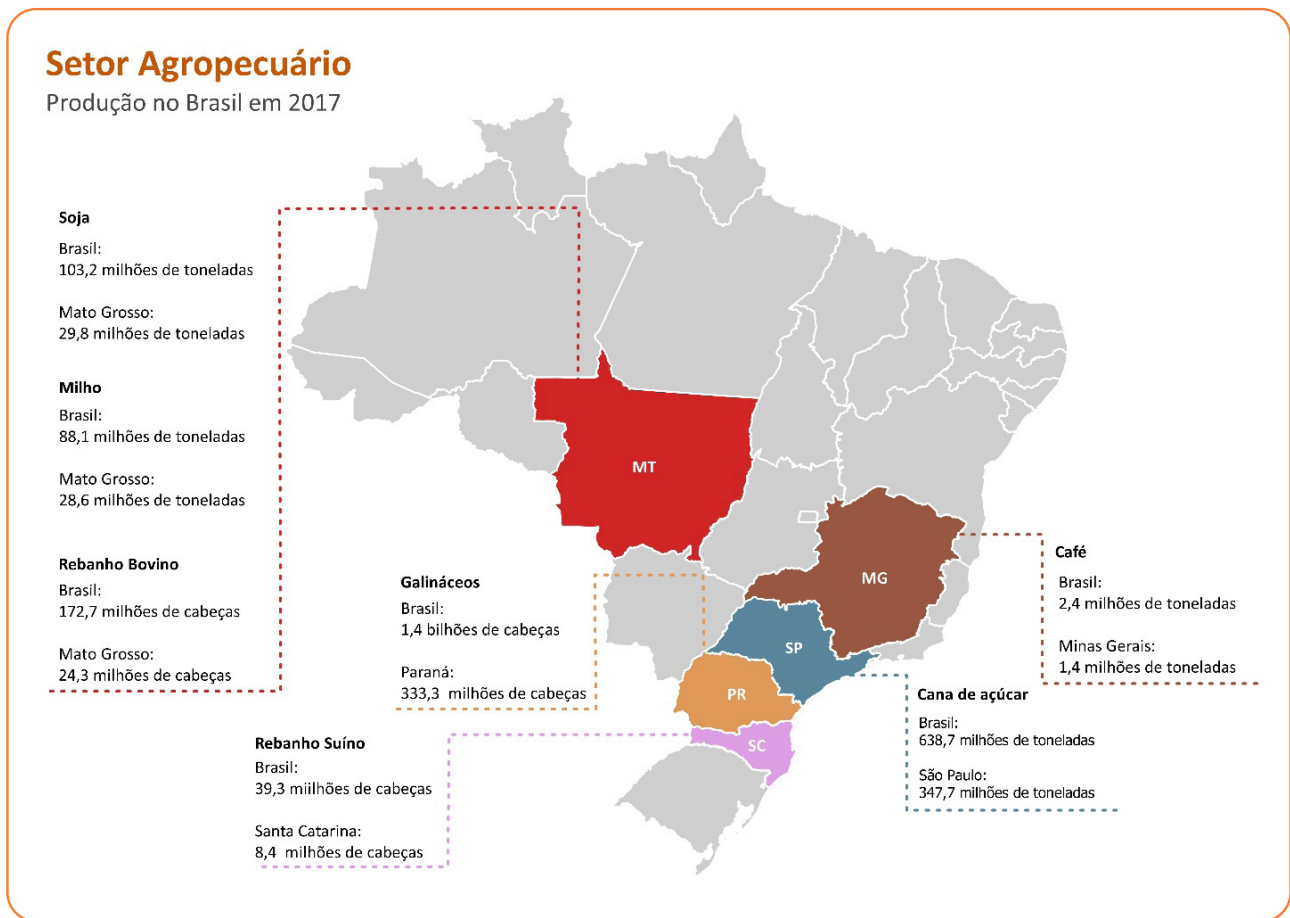 Setor Agropecuário
Produção no Brasil em 2017
Soja
Brasil:
103,2 milhões de toneladas
Mato Grosso:
29,8 milhões de toneladas
Milho
Brasil:
88,1 milhões de toneladas
Mato Grosso:
28,6 milhões de toneladas
Rebanho Bovino
Brasil:
172,7 milhões de cabeças
Mato Grosso:
24,3 milhões de cabeças
Galináceos
Brasil:
1,4 bilhões de cabeças
Paraná:
333,3 milhões de cabeças
Rebanho Suíno
Brasil:
39,3 miilhões de cabeças
Santa Catarina:
8,4 milhões de cabeças
MT
MG
SP
PR
SC
Café
Brasil:
2,4 milhões de toneladas
Minas Gerais:
1,4 milhões de toneladas
Cana de açúcar
Brasil:
638,7 milhões de toneladas
São Paulo:
347,7 milhões de toneladas